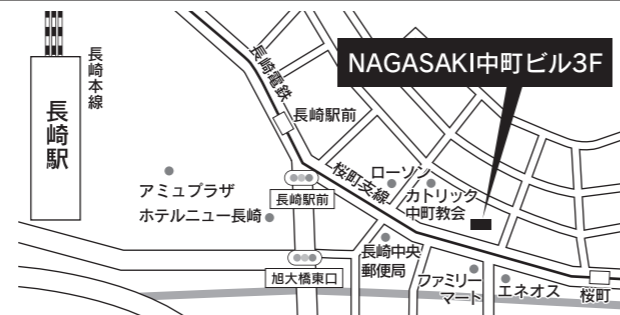 長崎本線
長崎駅
長崎電鉄
NAGASAKI中町ビル3F
長崎駅前
桜町支線
ローソン
カトリック
中町教会
アミュプラザ
ホテルニュー長崎
長崎駅前
長崎中央
郵便局
旭大橋東口
ファミリー
マート
エネオス
桜町